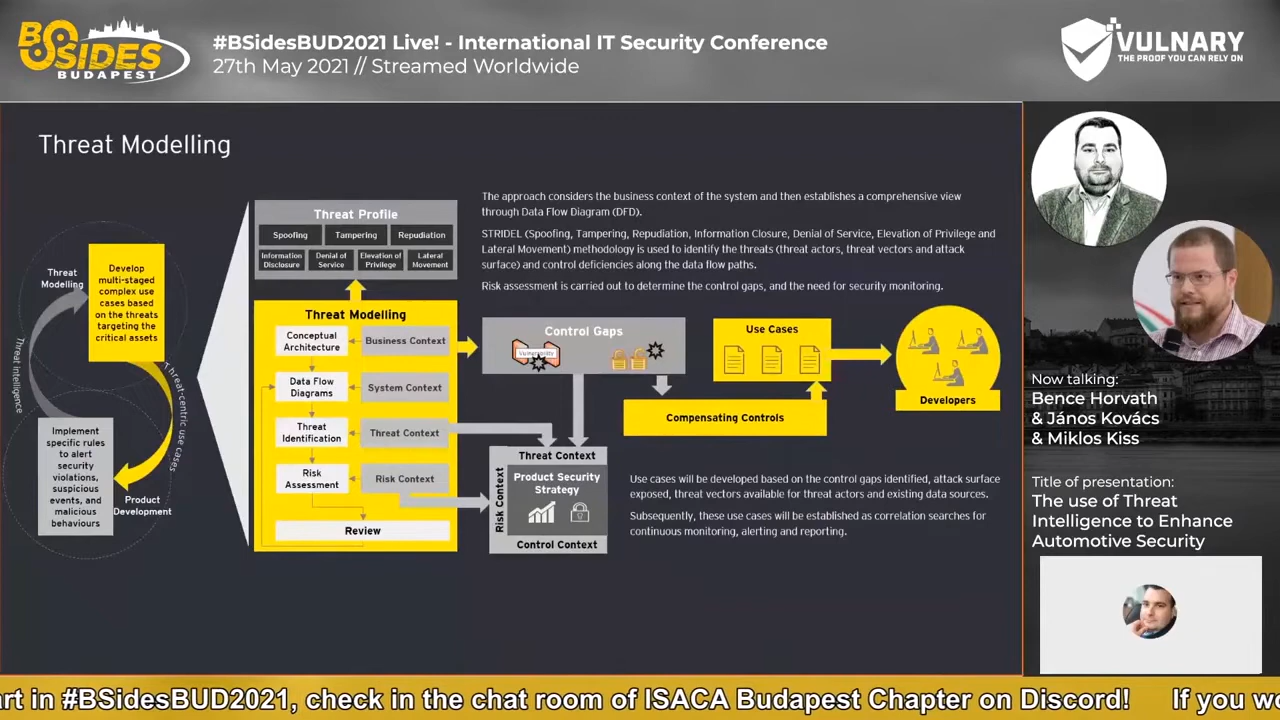 BSIDES
BUDAPEST
#BSidesBUD2021 Live! - International IT Security Conference
27th May 2021 // Streamed Worldwide
VULNARY
THE PROOF YOU CAN RELY ON
Threat Modelling
Threat
Modelling
Develop
multi-staged
complex use
cases based
on the threats
targeting the
critical assets
Threat intelligence
Threat-centric use cases
Implement
specific rules
to alert
security
violations,
suspicious
events, and
malicious
behaviours
Product
Development
Threat Profile
Spoofing
Tampering
Repudiation
Information
Disclosure
Denial of
Service
Elevation of
Privilege
Lateral
Movement
Threat Modelling
Conceptual
Architecture
Business Context
Data Flow
Diagrams
System Context
Threat
Identification
Threat Context
Risk
Assessment
Risk Context
Review
The approach considers the business context of the system and then establishes a comprehensive view
through Data Flow Diagram (DFD).
STRIDEL (Spoofing, Tampering, Repudiation, Information Closure, Denial of Service, Elevation of Privilege and
Lateral Movement) methodology is used to identify the threats (threat actors, threat vectors and attack
surface) and control deficiencies along the data flow paths.
Risk assessment is carried out to determine the control gaps, and the need for security monitoring.
Control Gaps
Vulnerability
Use Cases
Developers
Compensating Controls
Threat Context
Risk Context
Product Security
Strategy
Control Context
Use cases will be developed based on the control gaps identified, attack surface
exposed, threat vectors available for threat actors and existing data sources.
Subsequently, these use cases will be established as correlation searches for
continuous monitoring, alerting and reporting.
Now talking:
Bence Horvath
& János Kovács
& Miklos Kiss
Title of presentation:
The use of Threat
Intelligence to Enhance
Automotive Security
art in #BSidesBUD2021, check in the chat room of ISACA Budapest Chapter on Discord! If you wo